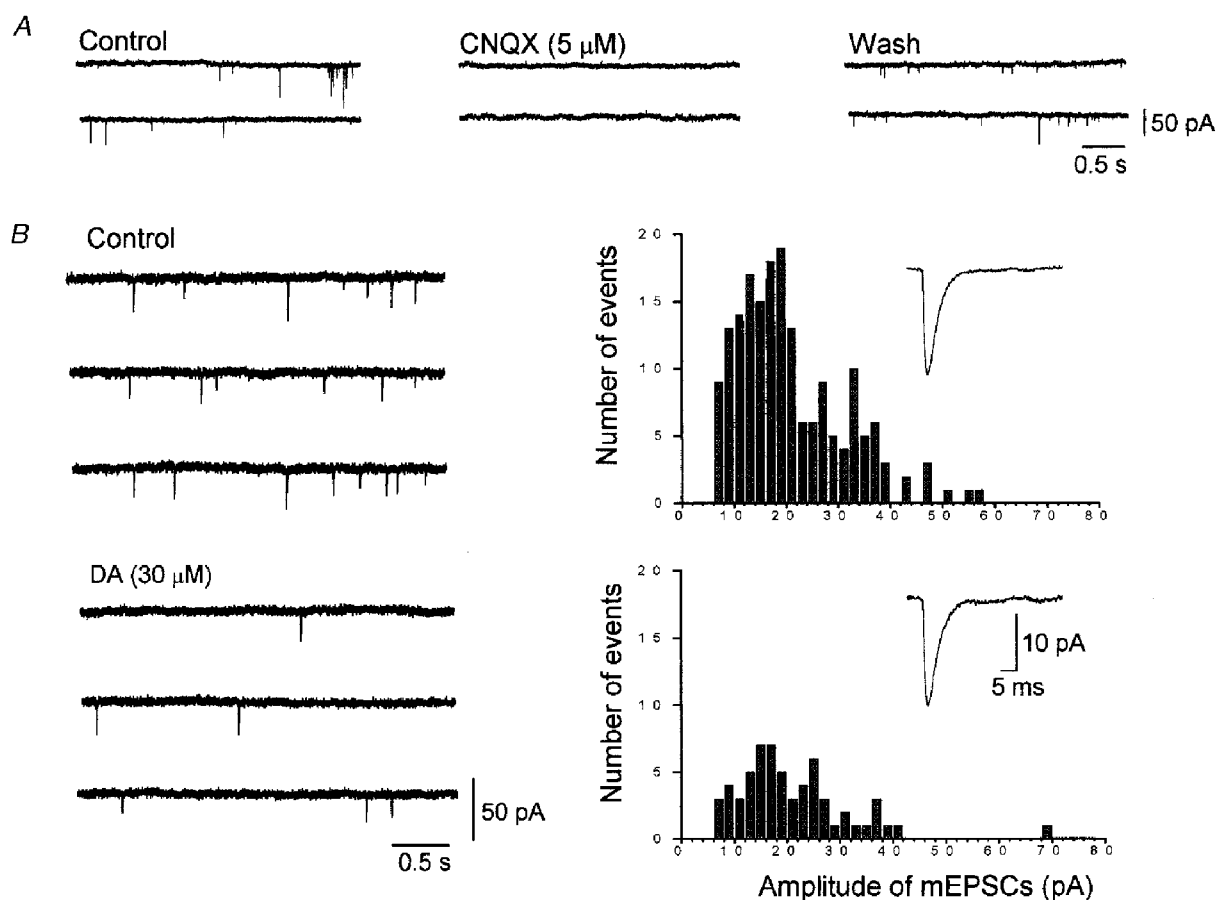 A
Control
CNQX (5 μM)
Wash
50 pA
0.5 s
B
Control
Number of events
20
15
10
5
0
0 10 20 30 40 50 60 70 80
DA (30 μM)
50 pA
0.5 s
Number of events
20
15
10
5
0
10 pA
5 ms
0 10 20 30 40 50 60 70 80
Amplitude of mEPSCs (pA)